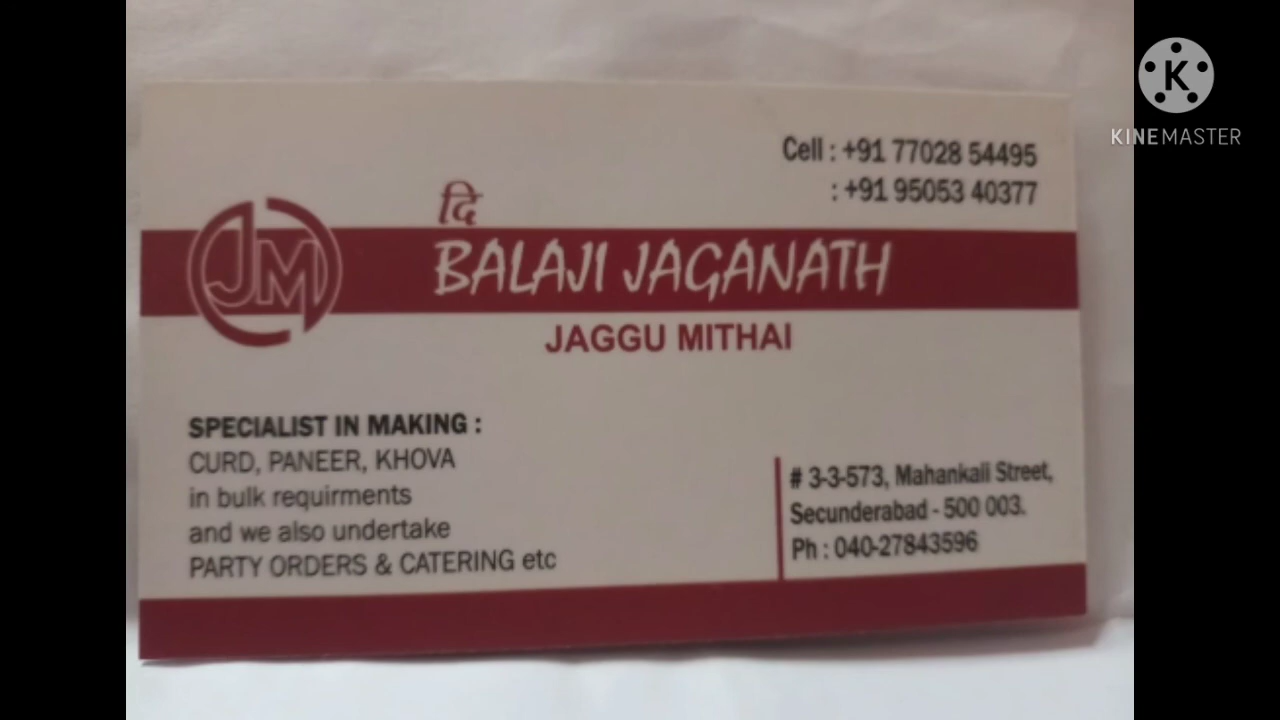 KINEMASTER
Cell : +91 77028 54495
: +91 95053 40377
JM
दि
BALAJI JAGANATH
JAGGU MITHAI
SPECIALIST IN MAKING :
CURD, PANEER, KHOVA
in bulk requirments
and we also undertake
PARTY ORDERS & CATERING etc
# 3-3-573, Mahankali Street,
Secunderabad - 500 003.
Ph : 040-27843596